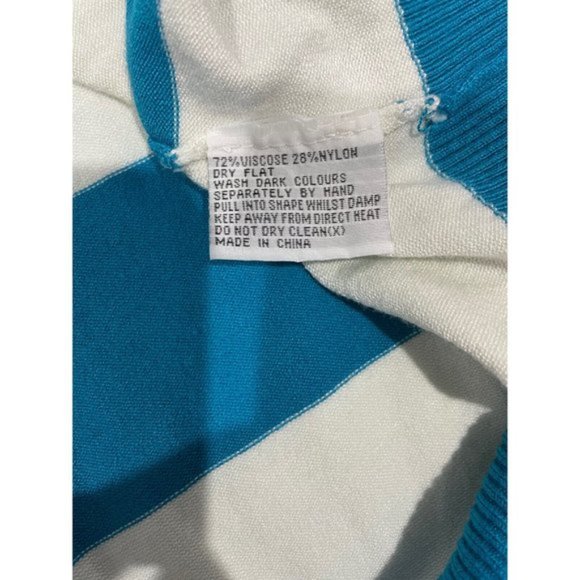 72%VISCOSE 28%NYLON
DRY FLAT
WASH DARK COLOURS
SEPARATELY BY HAND
PULL INTO SHAPE WHILST DAMP
KEEP AWAY FROM DIRECT HEAT
DO NOT DRY CLEAN(X)
MADE IN CHINA